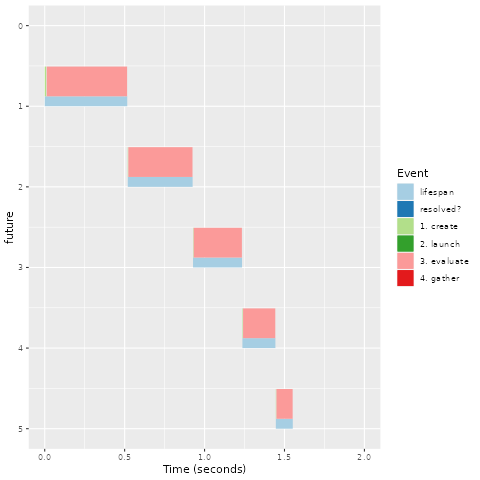 0
1
2
3
4
5
future
0.0 0.5 1.0 1.5 2.0
Time (seconds)
Event
lifespan
resolved?
1. create
2. launch
3. evaluate
4. gather